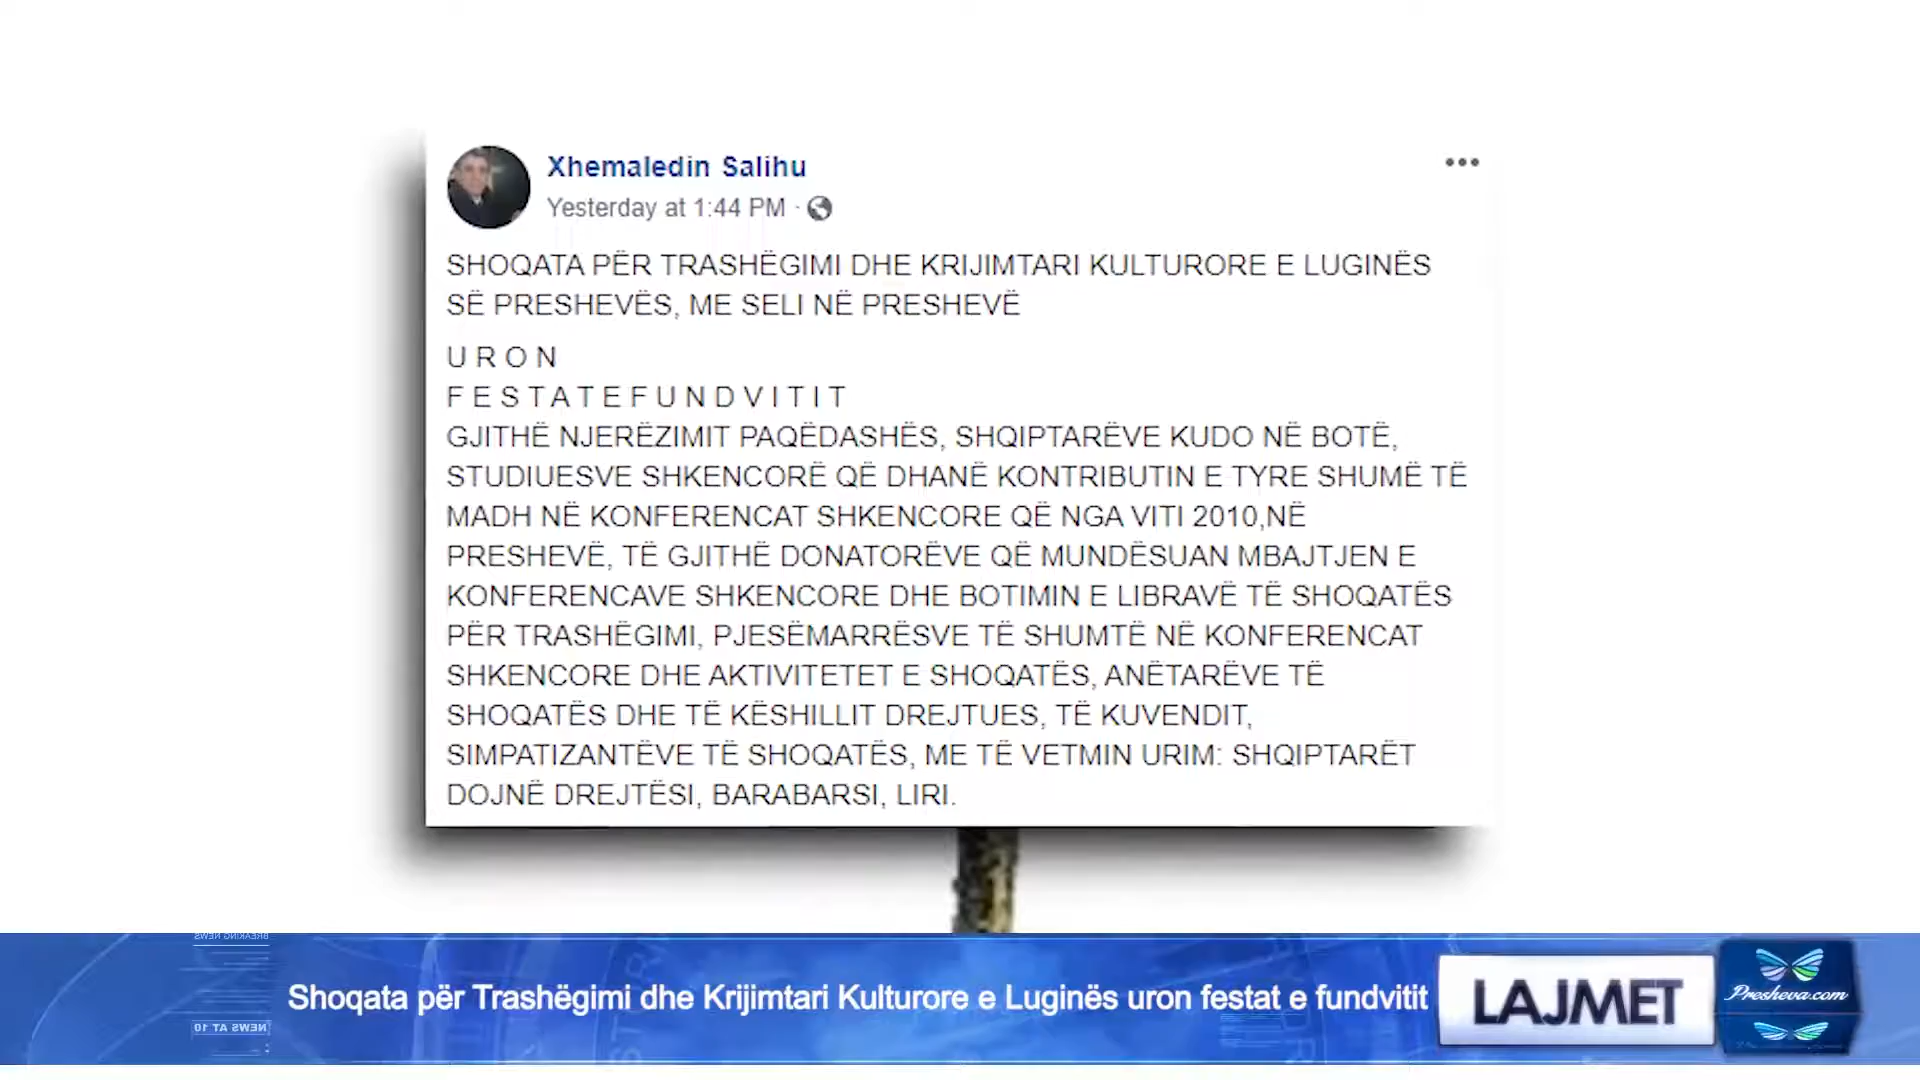 Xhemaledin Salihu
Yesterday at 1:44 PM ·
SHOQATA PËR TRASHËGIMI DHE KRIJIMTARI KULTURORE E LUGINËS
SË PRESHEVËS, ME SELI NË PRESHEVË
U R O N
F E S T A T E F U N D V I T I T
GJITHË NJERËZIMIT PAQËDASHËS, SHQIPTARËVE KUDO NË BOTË,
STUDIUESVE SHKENCORË QË DHANË KONTRIBUTIN E TYRE SHUMË TË
MADH NË KONFERENCAT SHKENCORE QË NGA VITI 2010,NË
PRESHEVË, TË GJITHË DONATORËVE QË MUNDËSUAN MBAJTJEN E
KONFERENCAVE SHKENCORE DHE BOTIMIN E LIBRAVË TË SHOQATËS
PËR TRASHËGIMI, PJESËMARRËSVE TË SHUMTË NË KONFERENCAT
SHKENCORE DHE AKTIVITETET E SHOQATËS, ANËTARËVE TË
SHOQATËS DHE TË KËSHILLIT DREJTUES, TË KUVENDIT,
SIMPATIZANTËVE TË SHOQATËS, ME TË VETMIN URIM: SHQIPTARËT
DOJNË DREJTËSI, BARABARSI, LIRI.
BREAKING NEWS
Shoqata për Trashëgimi dhe Krijimtari Kulturore e Luginës uron festat e fundvitit
LAJMET
Presheva.com
NEWS AT 10